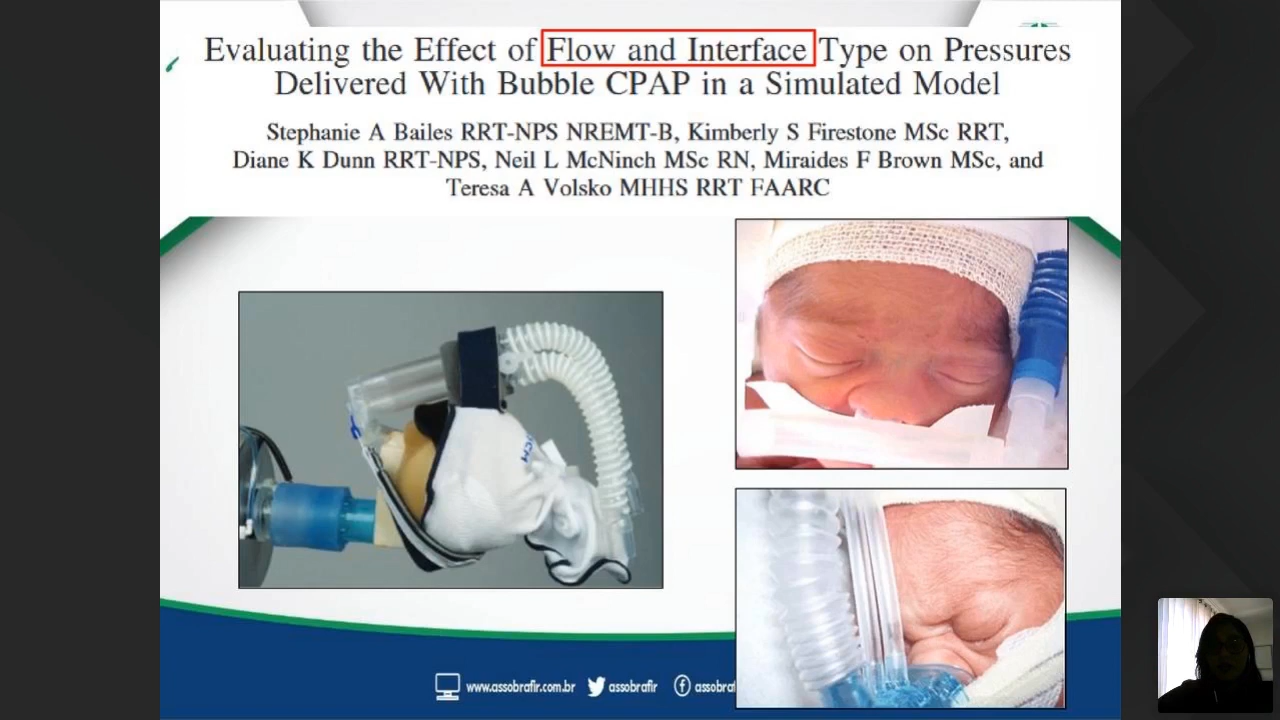 Evaluating the Effect of Flow and Interface Type on Pressures
Delivered With Bubble CPAP in a Simulated Model
Stephanie A Bailes RRT-NPS NREMT-B, Kimberly S Firestone MSc RRT,
Diane K Dunn RRT-NPS, Neil L McNinch MSc RN, Miraides F Brown MSc, and
Teresa A Volsko MHHS RRT FAARC
www.assobrafir.com.br assobrafir